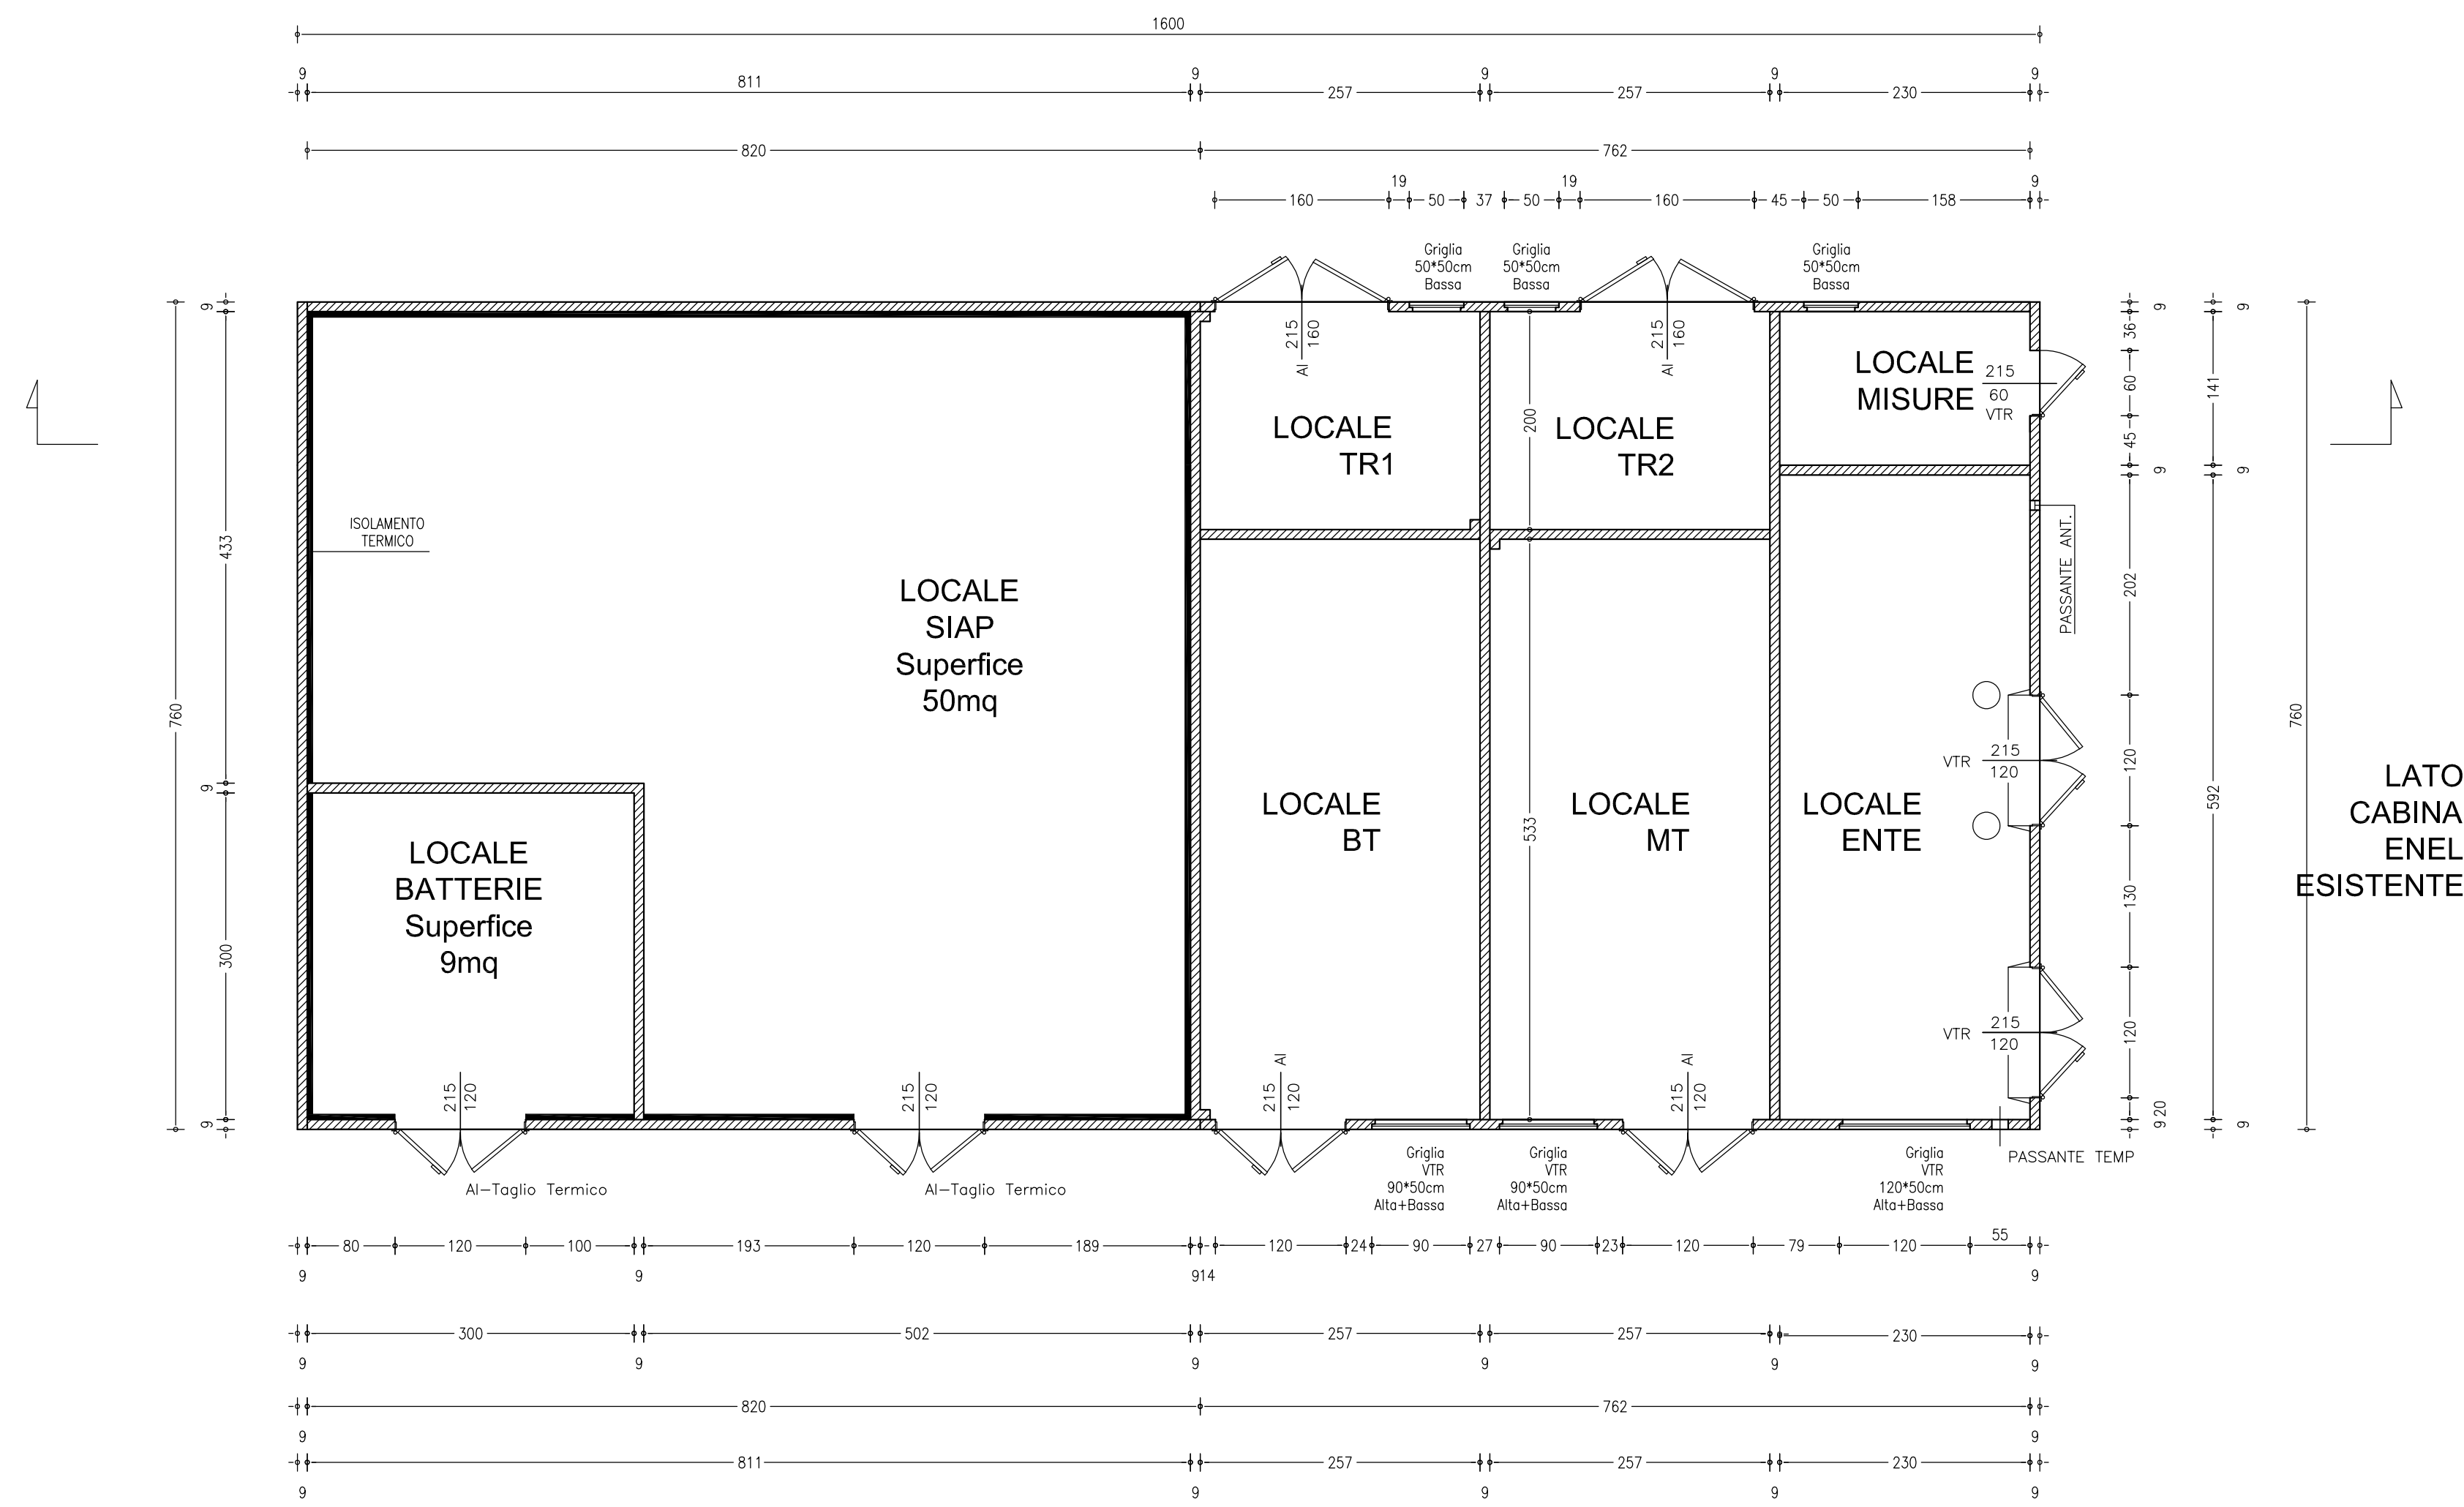 1600
9 811 9 257 9 257 9 230 9
820 762
160 19 50 37 50 19 160 45 50 158 9
Griglia
50*50cm
Bassa
Griglia
50*50cm
Bassa
Griglia
50*50cm
Bassa
760
9
433
9
300
9
215
160
Al
215
160
Al
LOCALE
TR1
200
LOCALE
TR2
LOCALE
MISURE
215
60
VTR
ISOLAMENTO
TERMICO
LOCALE
SIAP
Superfice
50mq
LOCALE
BATTERIE
Superfice
9mq
LOCALE
BT
533
LOCALE
MT
LOCALE
ENTE
PASSANTE ANT.
VTR
215
120
VTR
215
120
215
120
215
120
215
120
Al
215
120
Al
9
36
60
45
9
202
120
130
120
9 20
9
141
9
592
9
760
LATO
CABINA
ENEL
ESISTENTE
Al-Taglio Termico
Al-Taglio Termico
Griglia
VTR
90*50cm
Alta+Bassa
Griglia
VTR
90*50cm
Alta+Bassa
Griglia
VTR
120*50cm
Alta+Bassa
PASSANTE TEMP
80 120 100 193 120 189 120 24 90 27 90 23 120 79 120 55
9 9 914 9
300 502 257 257 230
9 9 9 9 9 9
820 762
9 9
811 257 257 230
9 9 9 9 9